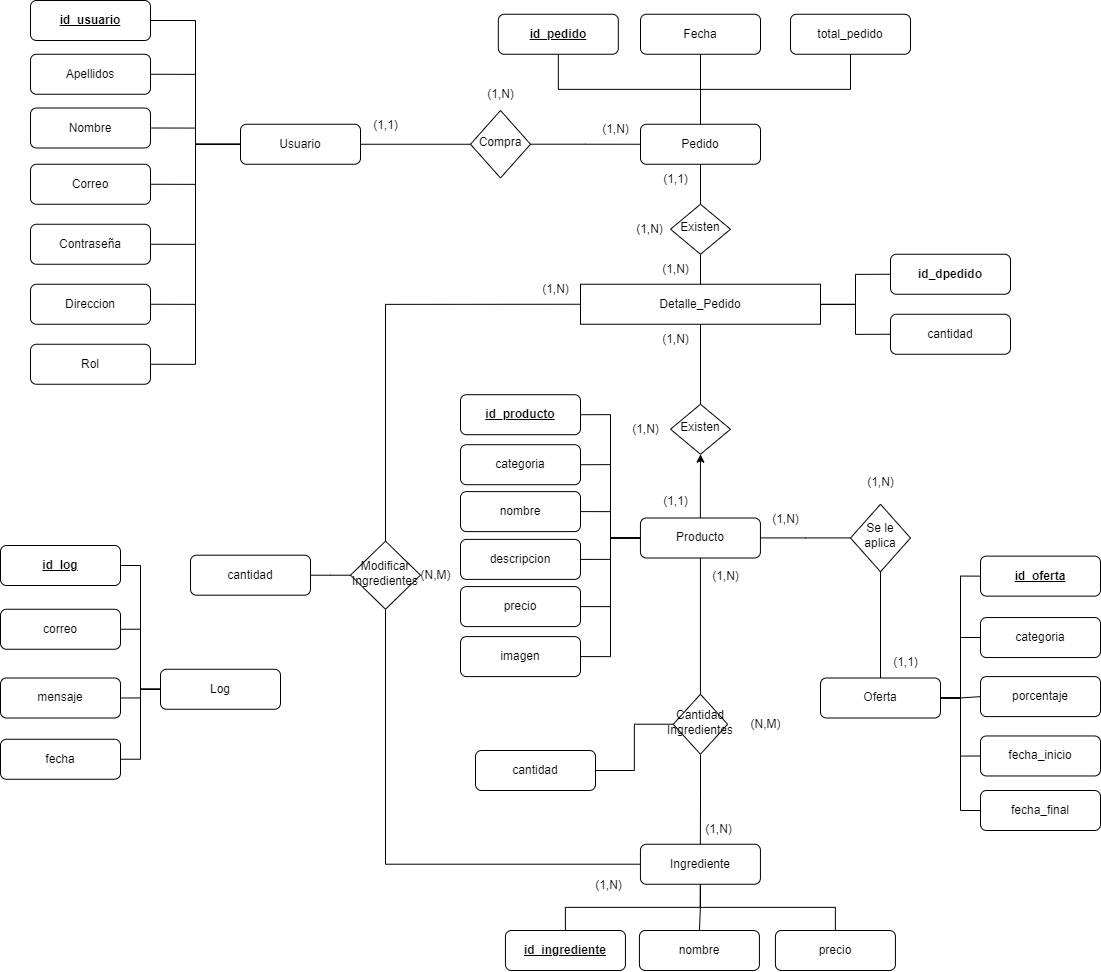 id_usuario
Apellidos
Nombre
Correo
Contraseña
Direccion
Rol
Usuario
(1,1)
(1,N)
Compra
(1,N)
id_pedido
Fecha
total_pedido
Pedido
(1,1)
(1,N)
Existen
(1,N)
(1,N)
Detalle_Pedido
id_dpedido
cantidad
(1,N)
(1,N)
Existen
(1,1)
id_producto
categoria
nombre
descripcion
precio
imagen
Producto
(1,N)
(1,N)
(1,N)
Se le
aplica
(1,1)
Oferta
id_oferta
categoria
porcentaje
fecha_inicio
fecha_final
cantidad
Modificar
Ingredientes
(N,M)
id_log
correo
mensaje
fecha
Log
Cantidad
Ingredientes
(N,M)
cantidad
(1,N)
Ingrediente
(1,N)
id_ingrediente
nombre
precio